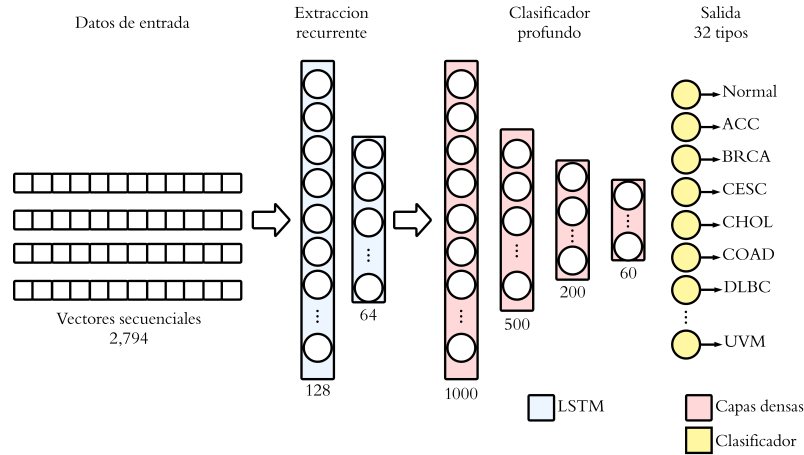 Datos de entrada
Extraccion
recurrente
Clasificador
profundo
Salida
32 tipos
Vectores secuenciales
2,794
128
64
1000
500
200
60
Normal
ACC
BRCA
CESC
CHOL
COAD
DLBC
UVM
LSTM
Capas densas
Clasificador